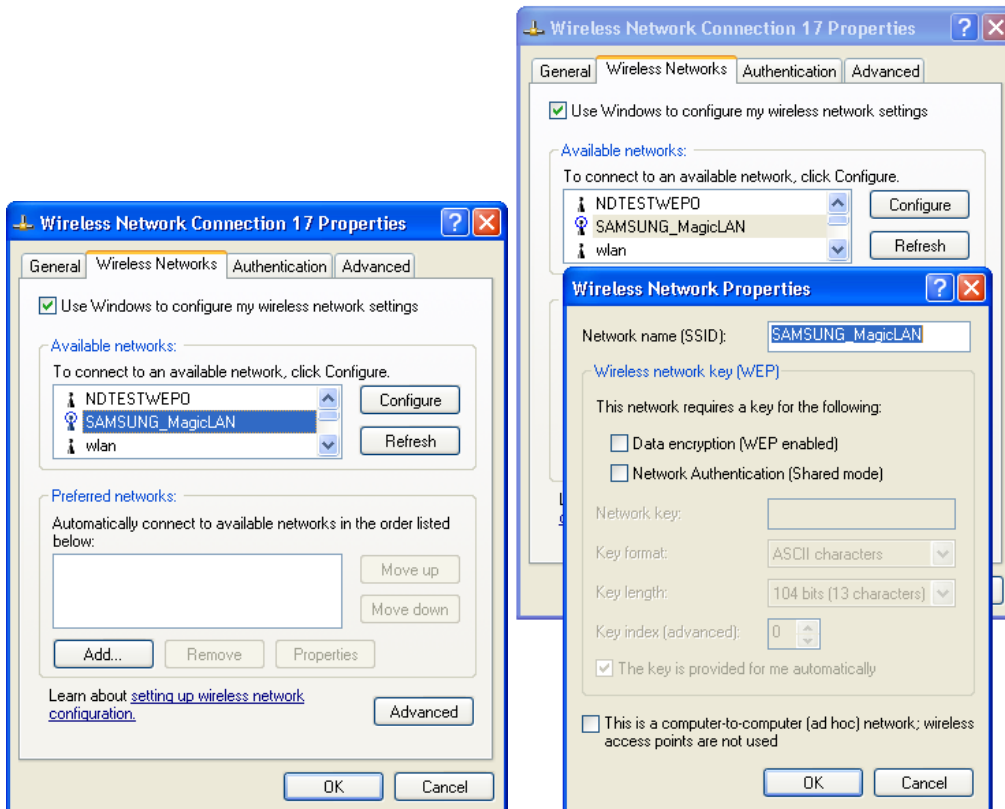 Wireless Network Connection 17 Properties
General
Wireless Networks
Authentication
Advanced
Use Windows to configure my wireless network settings
Available networks:
To connect to an available network, click Configure.
NDTESTWEP0
SAMSUNG_MagicLAN
wlan
Configure
Refresh
Preferred networks:
Automatically connect to available networks in the order listed
below:
Move up
Move down
Add...
Remove
Properties
Learn about setting up wireless network
configuration.
Advanced
OK
Cancel
Wireless Network Connection 17 Properties
General
Wireless Networks
Authentication
Advanced
Use Windows to configure my wireless network settings
Available networks:
To connect to an available network, click Configure.
NDTESTWEP0
SAMSUNG_MagicLAN
wlan
Configure
Refresh
Wireless Network Properties
Network name (SSID):
SAMSUNG_MagicLAN
Wireless network key (WEP)
This network requires a key for the following:
Data encryption (WEP enabled)
Network Authentication (Shared mode)
Network key:
Key format:
ASCII characters
Key length:
104 bits (13 characters)
Key index (advanced):
0
The key is provided for me automatically
This is a computer-to-computer (ad hoc) network; wireless
access points are not used
OK
Cancel